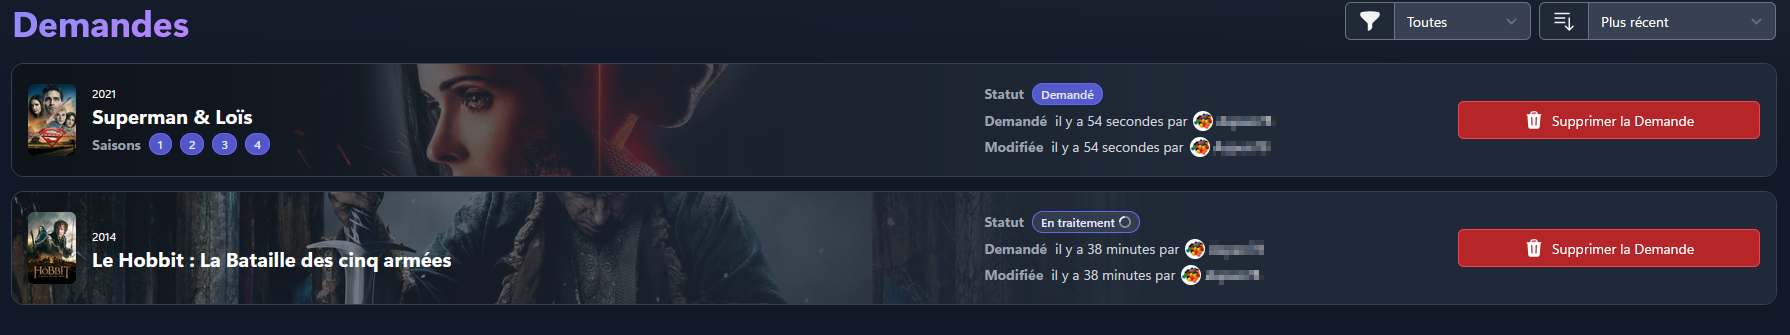 Demandes
Toutes
Plus récent
2021
Superman & Loïs
Saisons 1 2 3 4
Statut Demandé
Demandé il y a 54 secondes par
Modifiée il y a 54 secondes par
Supprimer la Demande
HOBBIT
2014
Le Hobbit : La Bataille des cinq armées
Statut En traitement
Demandé il y a 38 minutes par
Modifiée il y a 38 minutes par
Supprimer la Demande